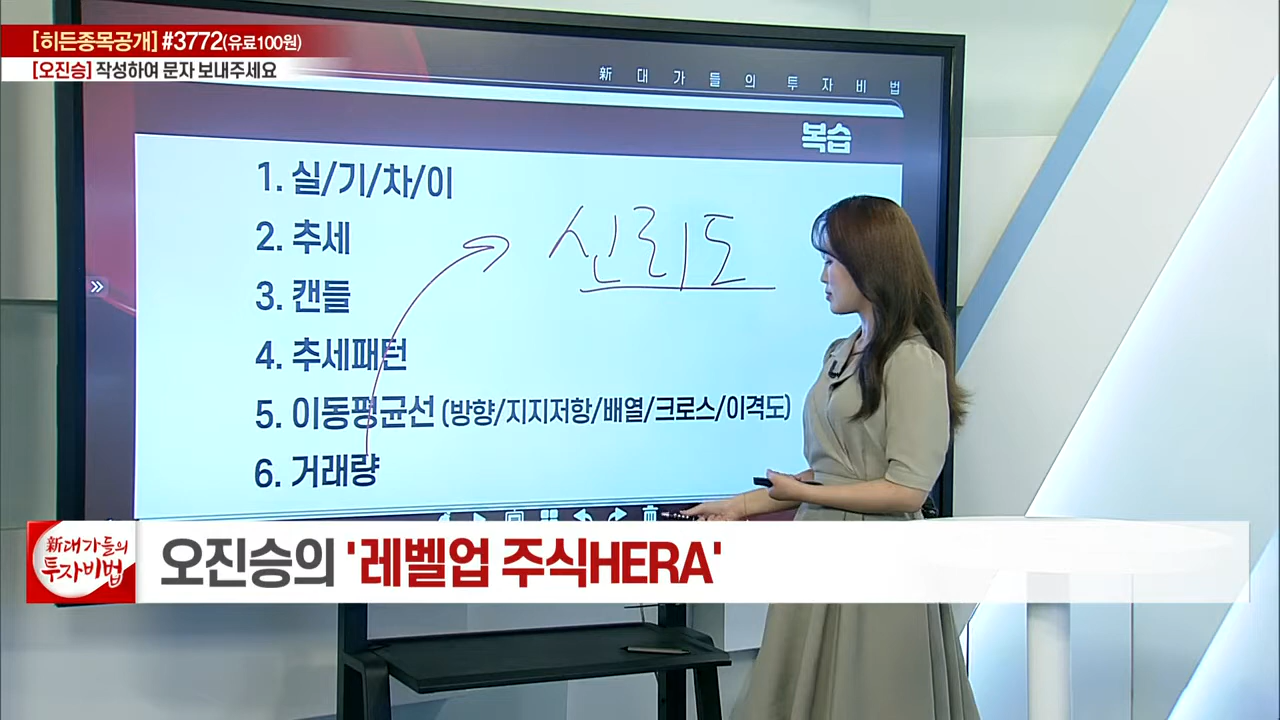 [히든종목공개] #3772(유료100원)
[오진승] 작성하여 문자 보내주세요
新 대 가 들 의 투 자 비 법
복습
1. 실/기/차/이
2. 추세
3. 캔들
4. 추세패턴
5. 이동평균선 (방향/지지저항/배열/크로스/이격도)
6. 거래량
신뢰도
»
新대가들의
투자비법
오진승의 '레벨업 주식HERA'